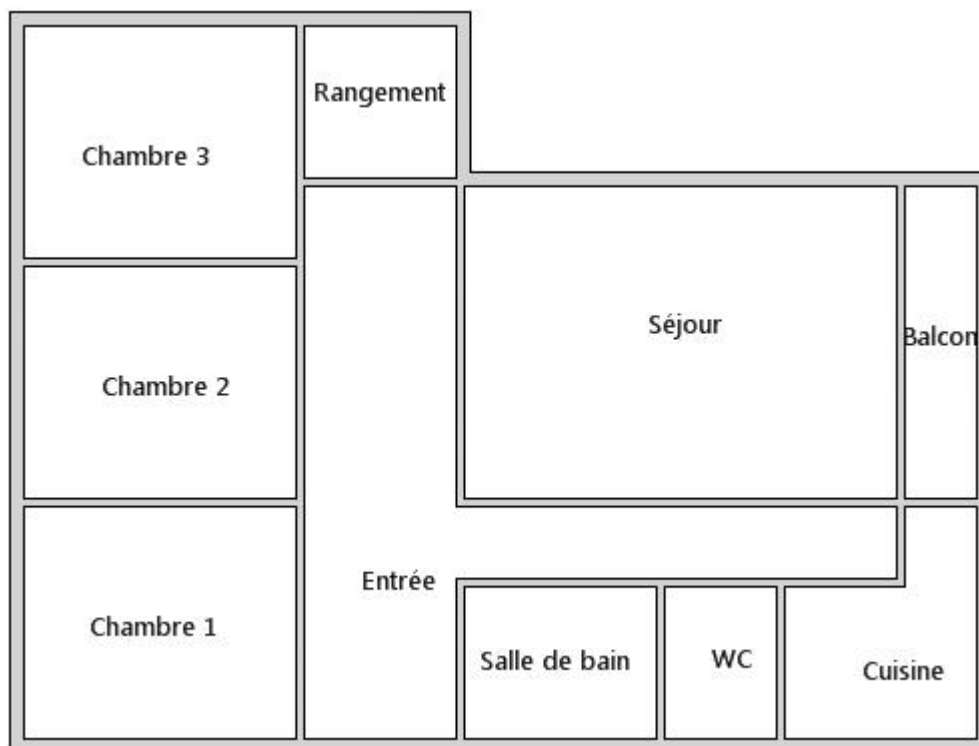 Rangement
Chambre 3
Séjour
Balcon
Chambre 2
Entrée
Chambre 1
Salle de bain
WC
Cuisine